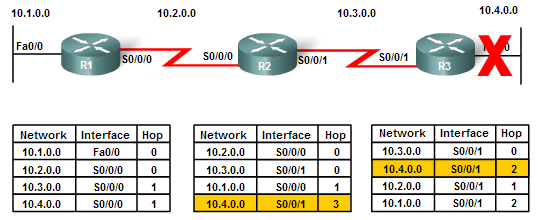 10.1.0.0 10.2.0.0 10.3.0.0 10.4.0.0
Fa0/0 R1 S0/0/0 S0/0/0 R2 S0/0/1 S0/0/1 R3
Network Interface Hop
10.1.0.0 Fa0/0 0
10.2.0.0 S0/0/0 0
10.3.0.0 S0/0/0 1
10.4.0.0 S0/0/0 1
Network Interface Hop
10.2.0.0 S0/0/0 0
10.3.0.0 S0/0/1 0
10.1.0.0 S0/0/0 1
10.4.0.0 S0/0/1 3
Network Interface Hop
10.3.0.0 S0/0/1 0
10.4.0.0 S0/0/1 2
10.2.0.0 S0/0/1 1
10.1.0.0 S0/0/1 2